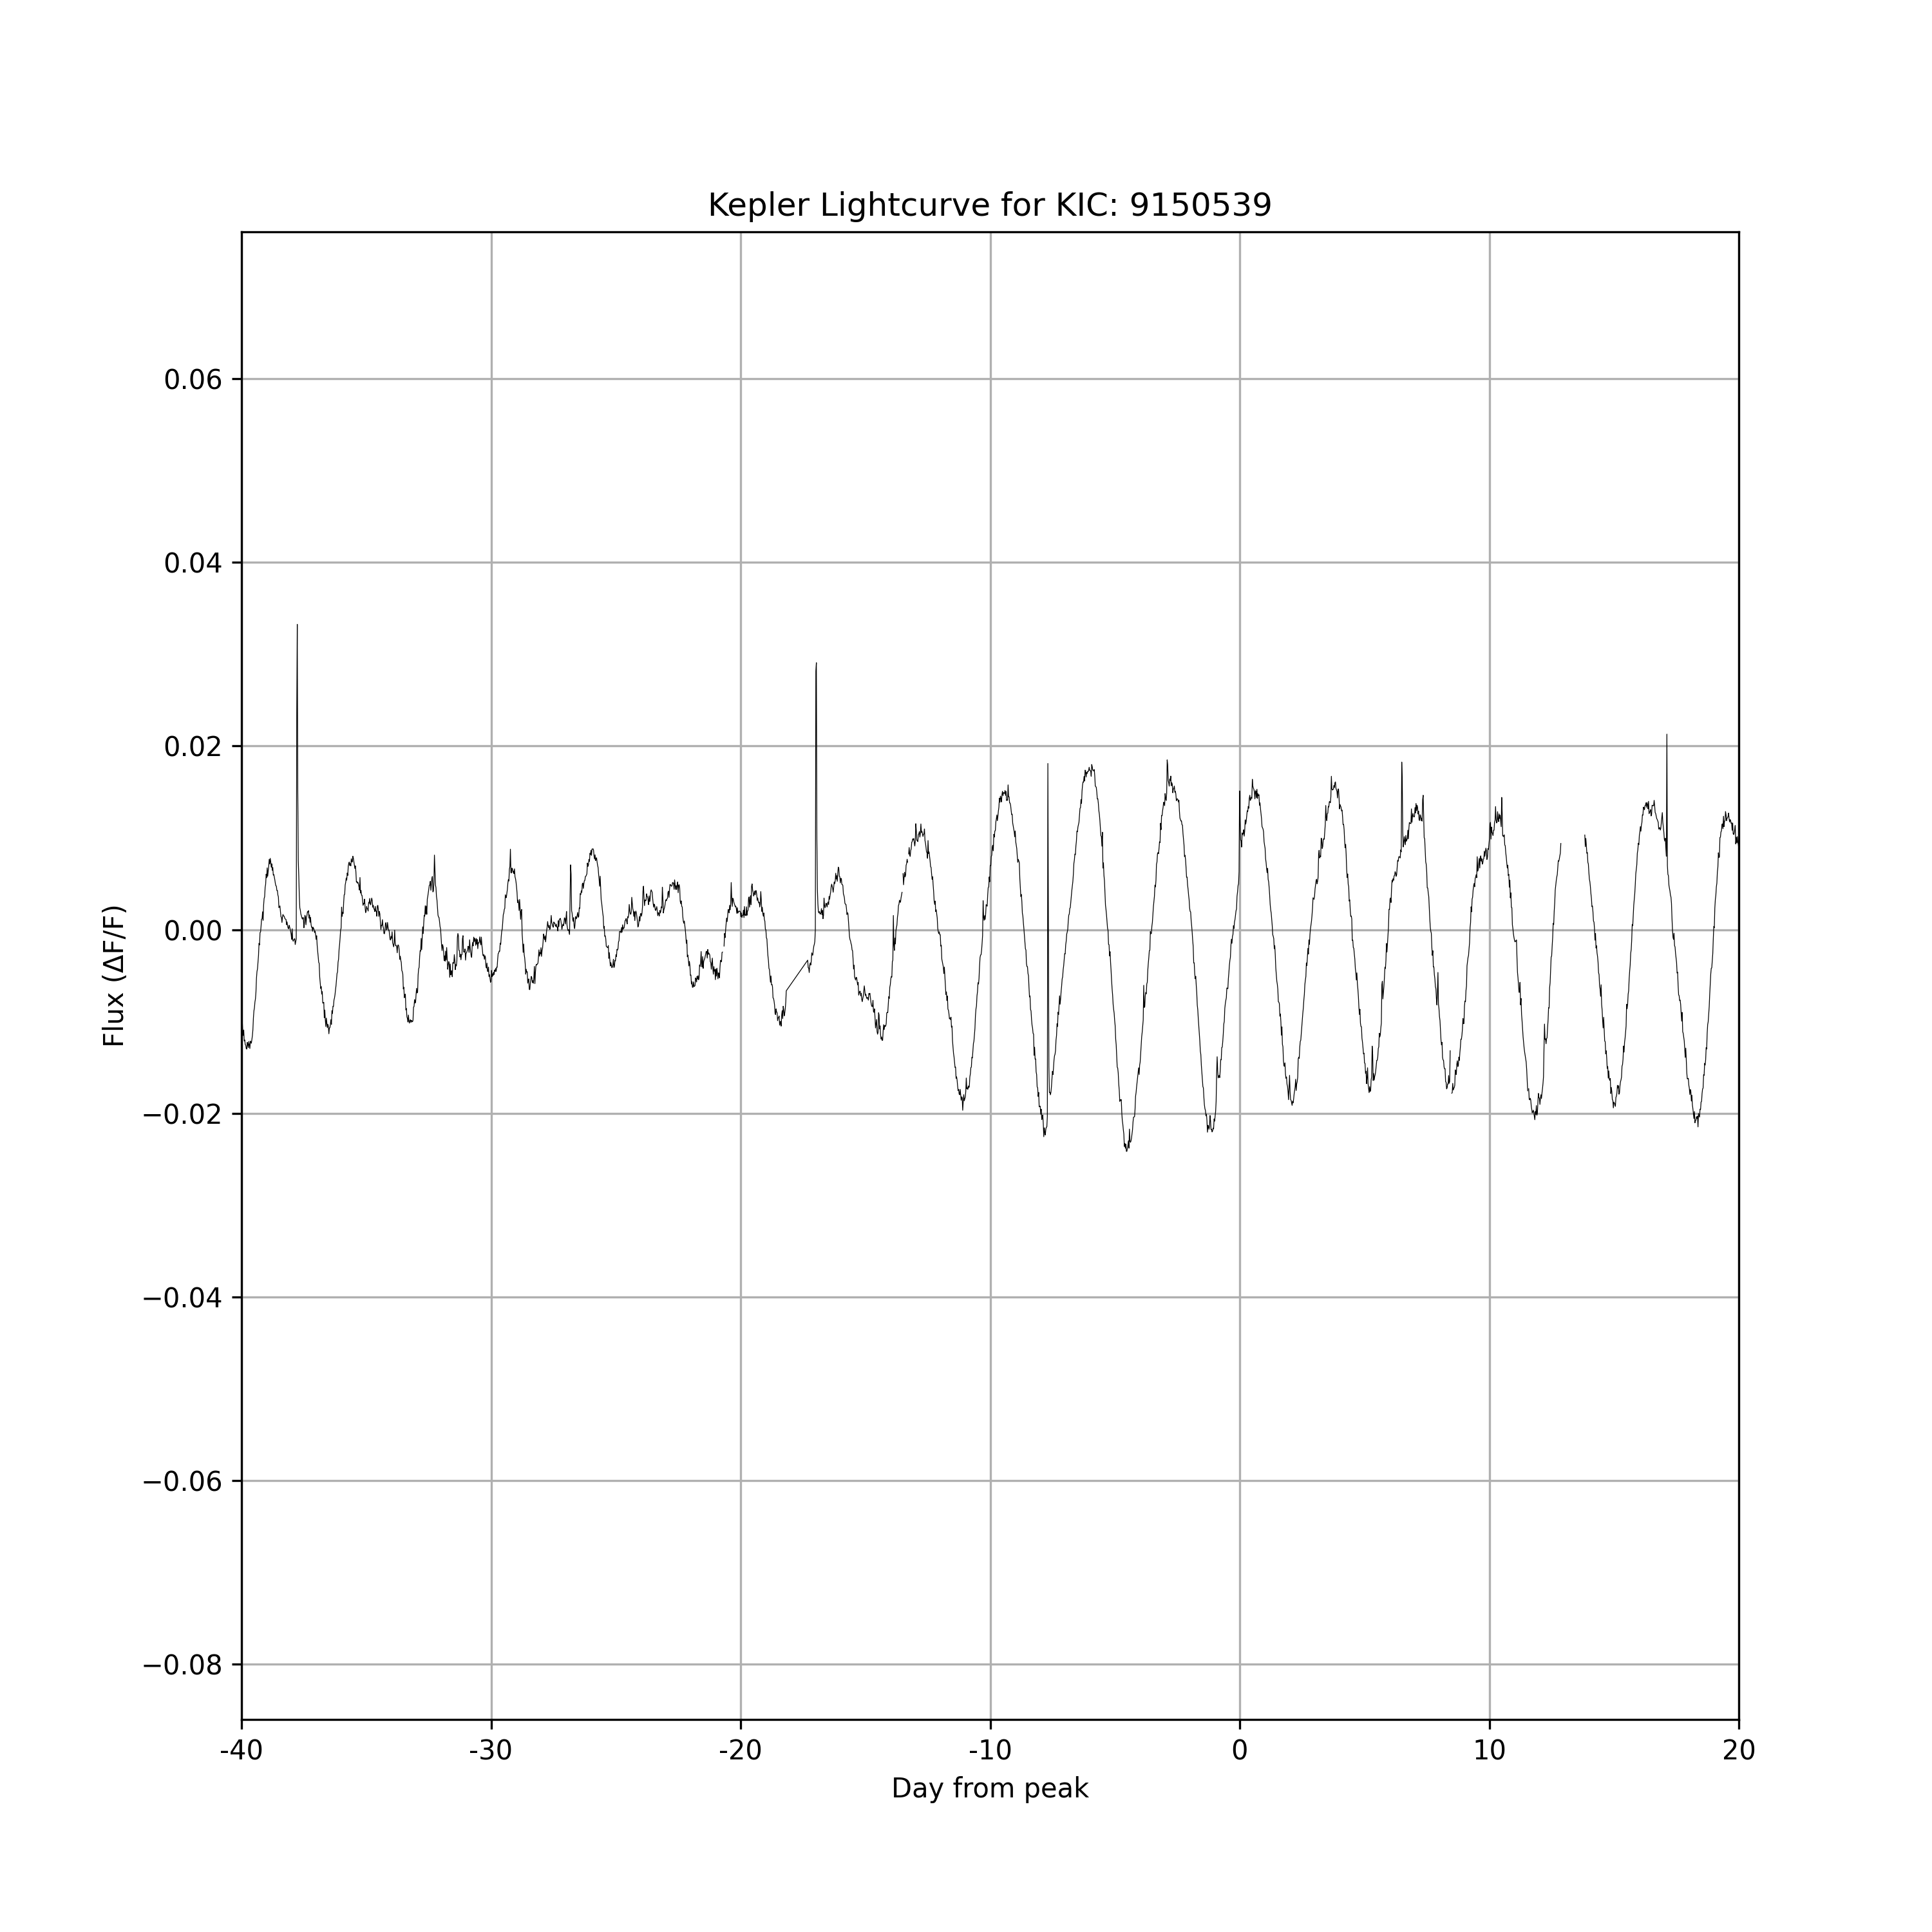 Kepler Lightcurve for KIC: 9150539
0.06
0.04
0.02
0.00
−0.02
−0.04
−0.06
−0.08
Flux (ΔF/F)
-40 -30 -20 -10 0 10 20
Day from peak